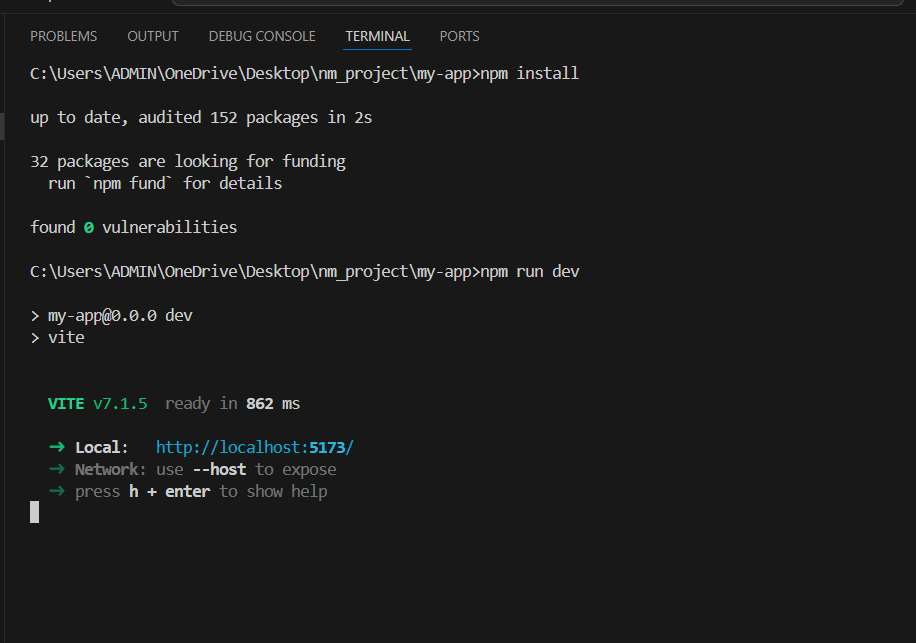 PROBLEMS OUTPUT DEBUG CONSOLE TERMINAL PORTS
C:\Users\ADMIN\OneDrive\Desktop\nm_project\my-app>npm install
up to date, audited 152 packages in 2s
32 packages are looking for funding
  run `npm fund` for details
found 0 vulnerabilities
C:\Users\ADMIN\OneDrive\Desktop\nm_project\my-app>npm run dev
> my-app@0.0.0 dev
> vite
  VITE v7.1.5  ready in 862 ms
  ➜  Local:   http://localhost:5173/
  ➜  Network: use --host to expose
  ➜  press h + enter to show help